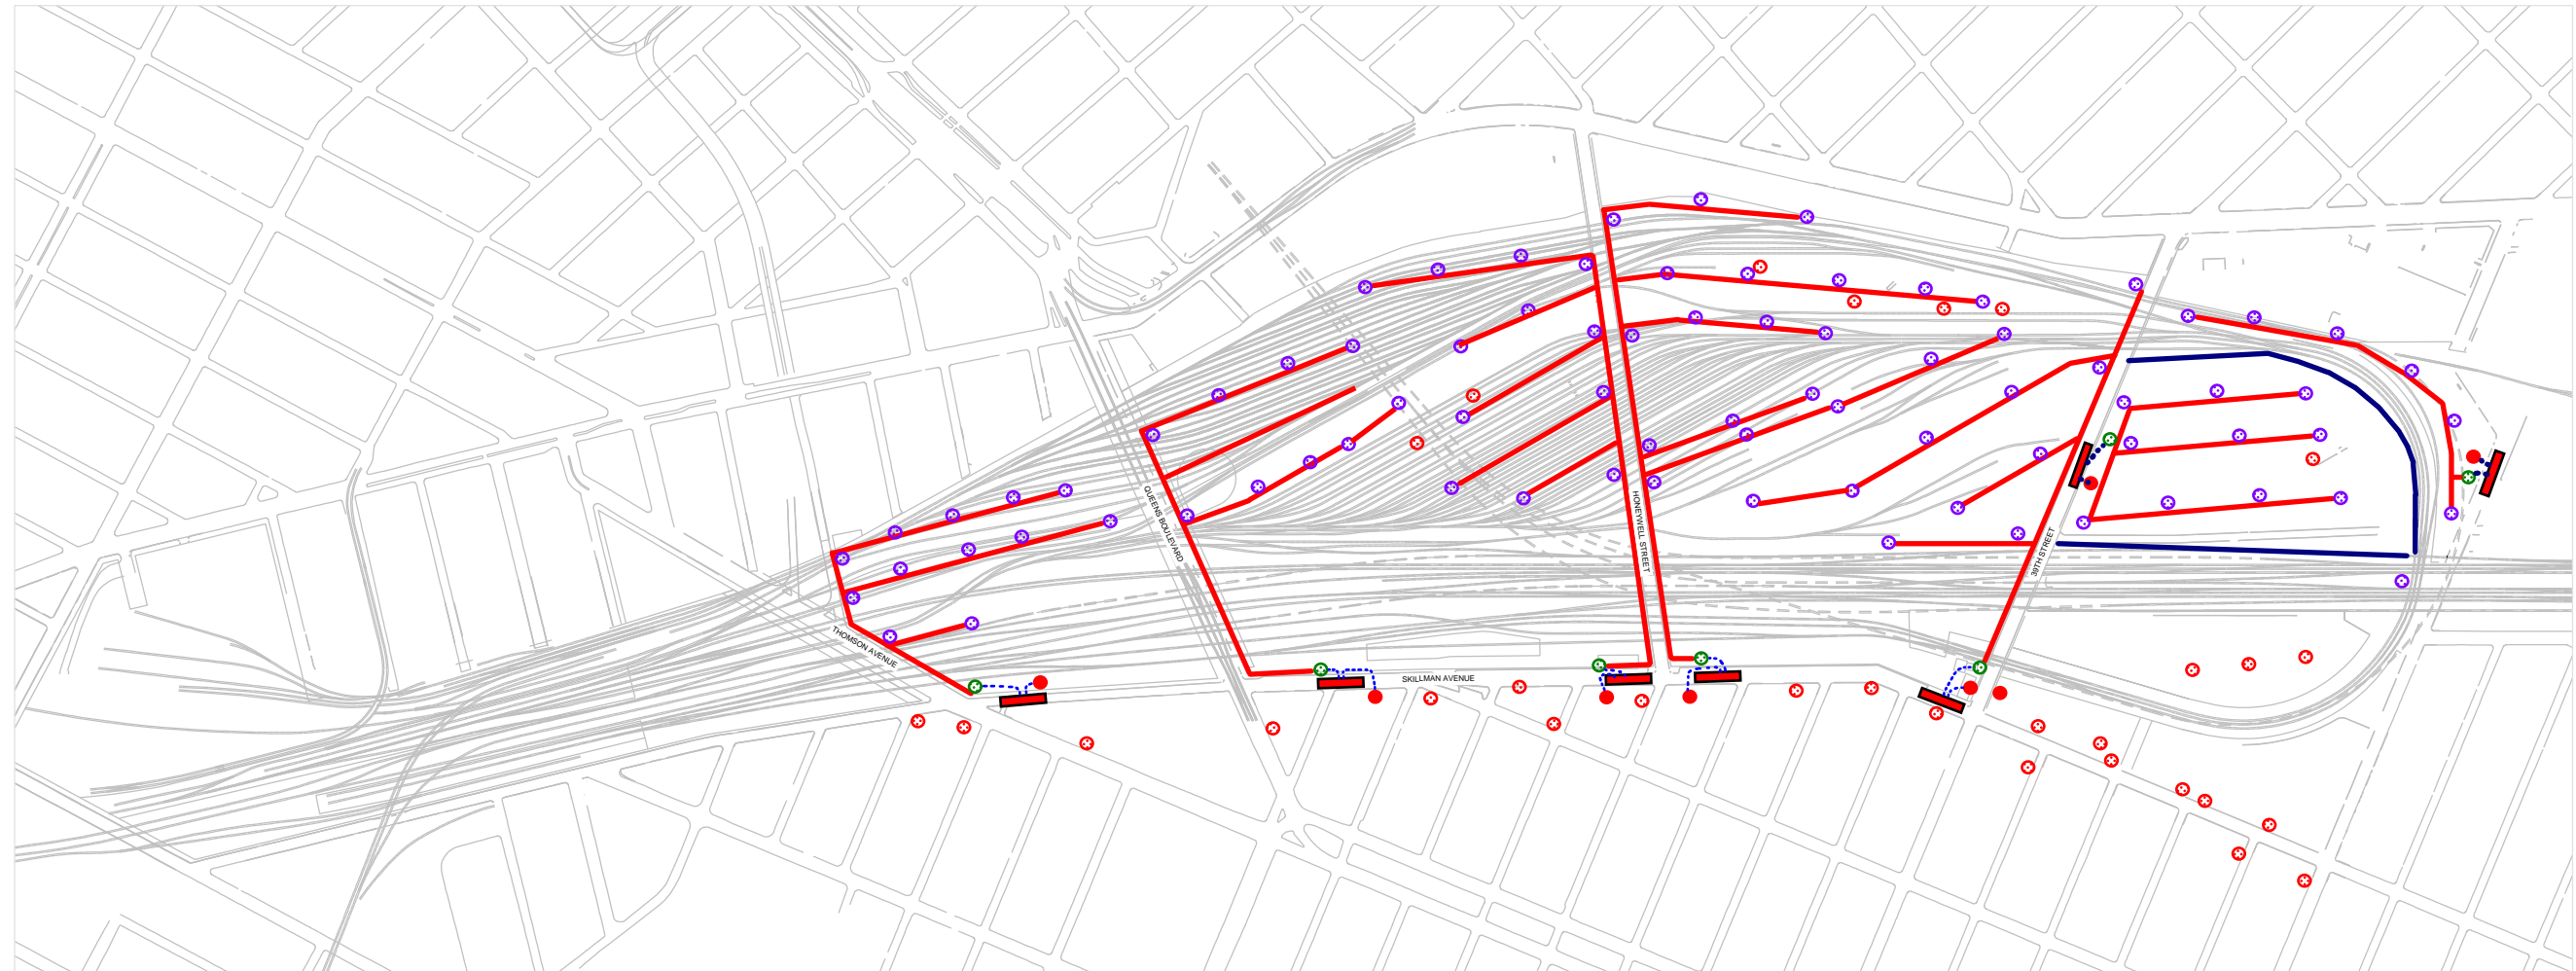 QUEENS BOULEVARD
HONEYWELL STREET
39TH STREET
THOMSON AVENUE
SKILLMAN AVENUE